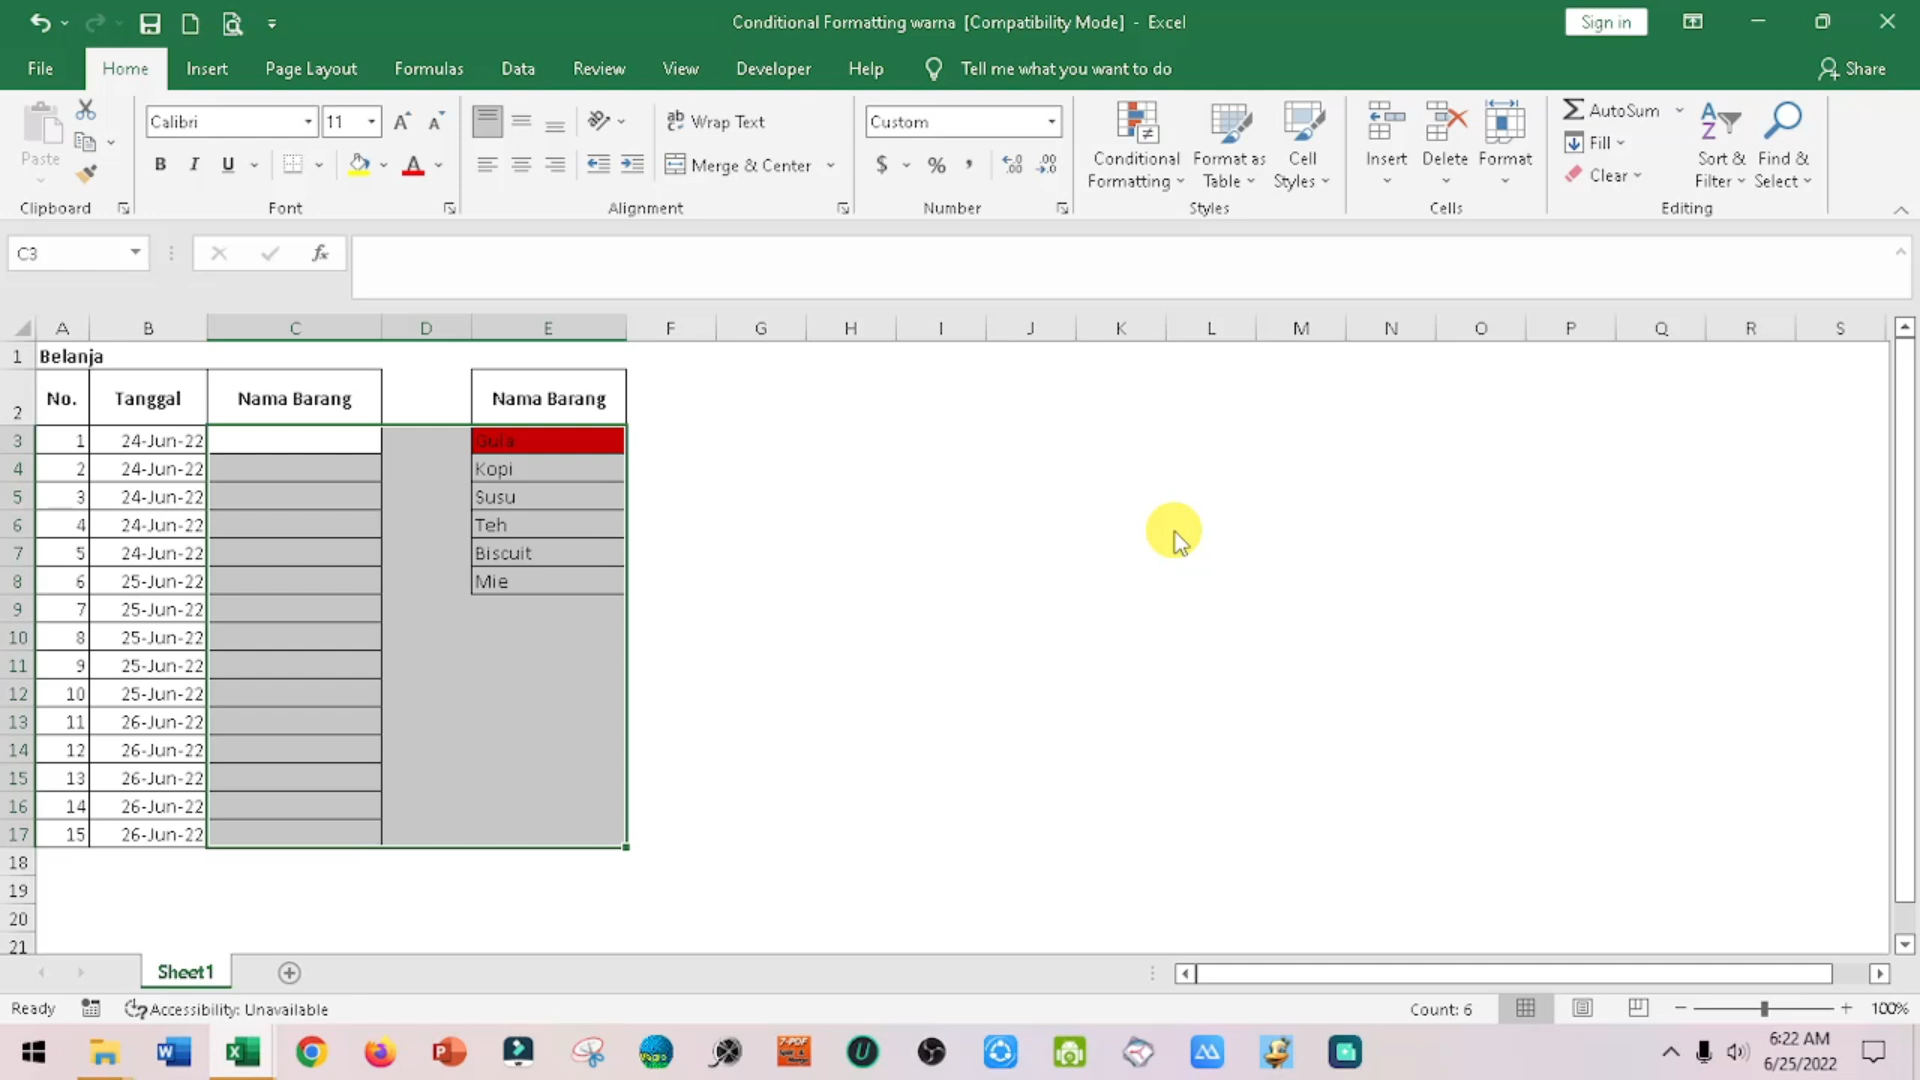 Conditional Formatting warna [Compatibility Mode] - Excel
Sign in
File Home Insert Page Layout Formulas Data Review View Developer Help Tell me what you want to do Share
Paste
Clipboard
Calibri 11
B I U
Font
Wrap Text
Merge & Center
Alignment
Custom
$ % ,
Number
Conditional Formatting
Format as Table
Cell Styles
Styles
Insert
Delete
Format
Cells
AutoSum
Fill
Clear
Sort & Filter
Find & Select
Editing
C3 fx
A B C D E F G H I J K L M N O P Q R S
1 Belanja
2 No. Tanggal Nama Barang Nama Barang
3 1 24-Jun-22 Gula
4 2 24-Jun-22 Kopi
5 3 24-Jun-22 Susu
6 4 24-Jun-22 Teh
7 5 24-Jun-22 Biscuit
8 6 25-Jun-22 Mie
9 7 25-Jun-22
10 8 25-Jun-22
11 9 25-Jun-22
12 10 25-Jun-22
13 11 26-Jun-22
14 12 26-Jun-22
15 13 26-Jun-22
16 14 26-Jun-22
17 15 26-Jun-22
18
19
20
21
Sheet1
Ready Accessibility: Unavailable Count: 6 100%
6:22 AM
6/25/2022